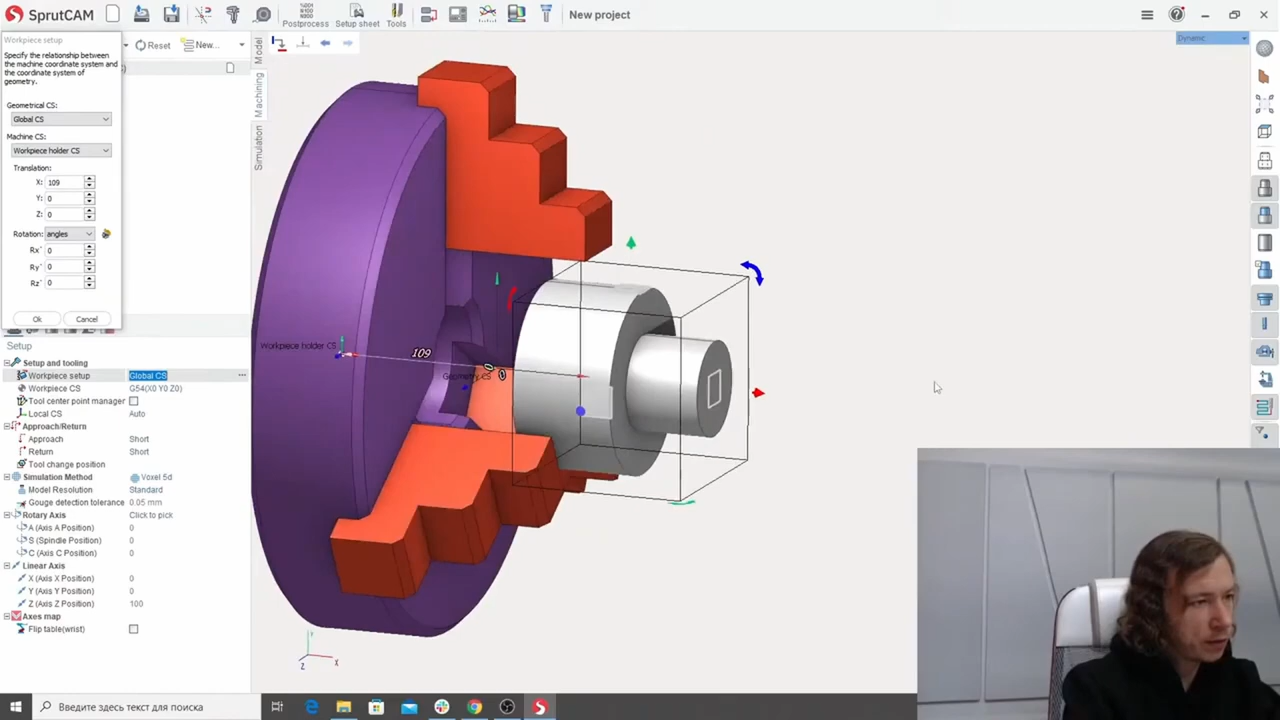 SprutCAM
Postprocess
Setup sheet
Tools
New project
Workpiece setup
Specify the relationship between
the machine coordinate system and
the coordinate system of
geometry.
Geometrical CS:
Global CS
Machine CS:
Workpiece holder CS
Translation:
X: 109
Y: 0
Z: 0
Rotation: angles
Rx 0
Ry 0
Rz 0
Ok
Cancel
Reset
New...
Model
Machining
Simulation
Dynamic
Workpiece holder CS
109
0
0
Geometry CS
Y
X
Z
Setup
Setup and tooling
Workpiece setup Global CS ...
Workpiece CS G54(X0 Y0 Z0)
Tool center point manager
Local CS Auto
Approach/Return
Approach Short
Return Short
Tool change position
Simulation Method Voxel 5d
Model Resolution Standard
Gouge detection tolerance 0.05 mm
Rotary Axis Click to pick
A (Axis A Position) 0
S (Spindle Position) 0
C (Axis C Position) 0
Linear Axis
X (Axis X Position) 0
Y (Axis Y Position) 0
Z (Axis Z Position) 100
Axes map
Flip table(wrist)
Введите здесь текст для поиска